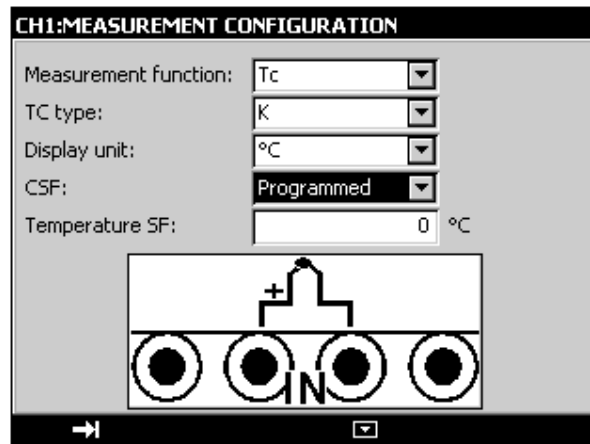 CH1:MEASUREMENT CONFIGURATION
Measurement function: Tc
TC type: K
Display unit: °C
CSF: Programmed
Temperature SF: 0 °C
+
IN